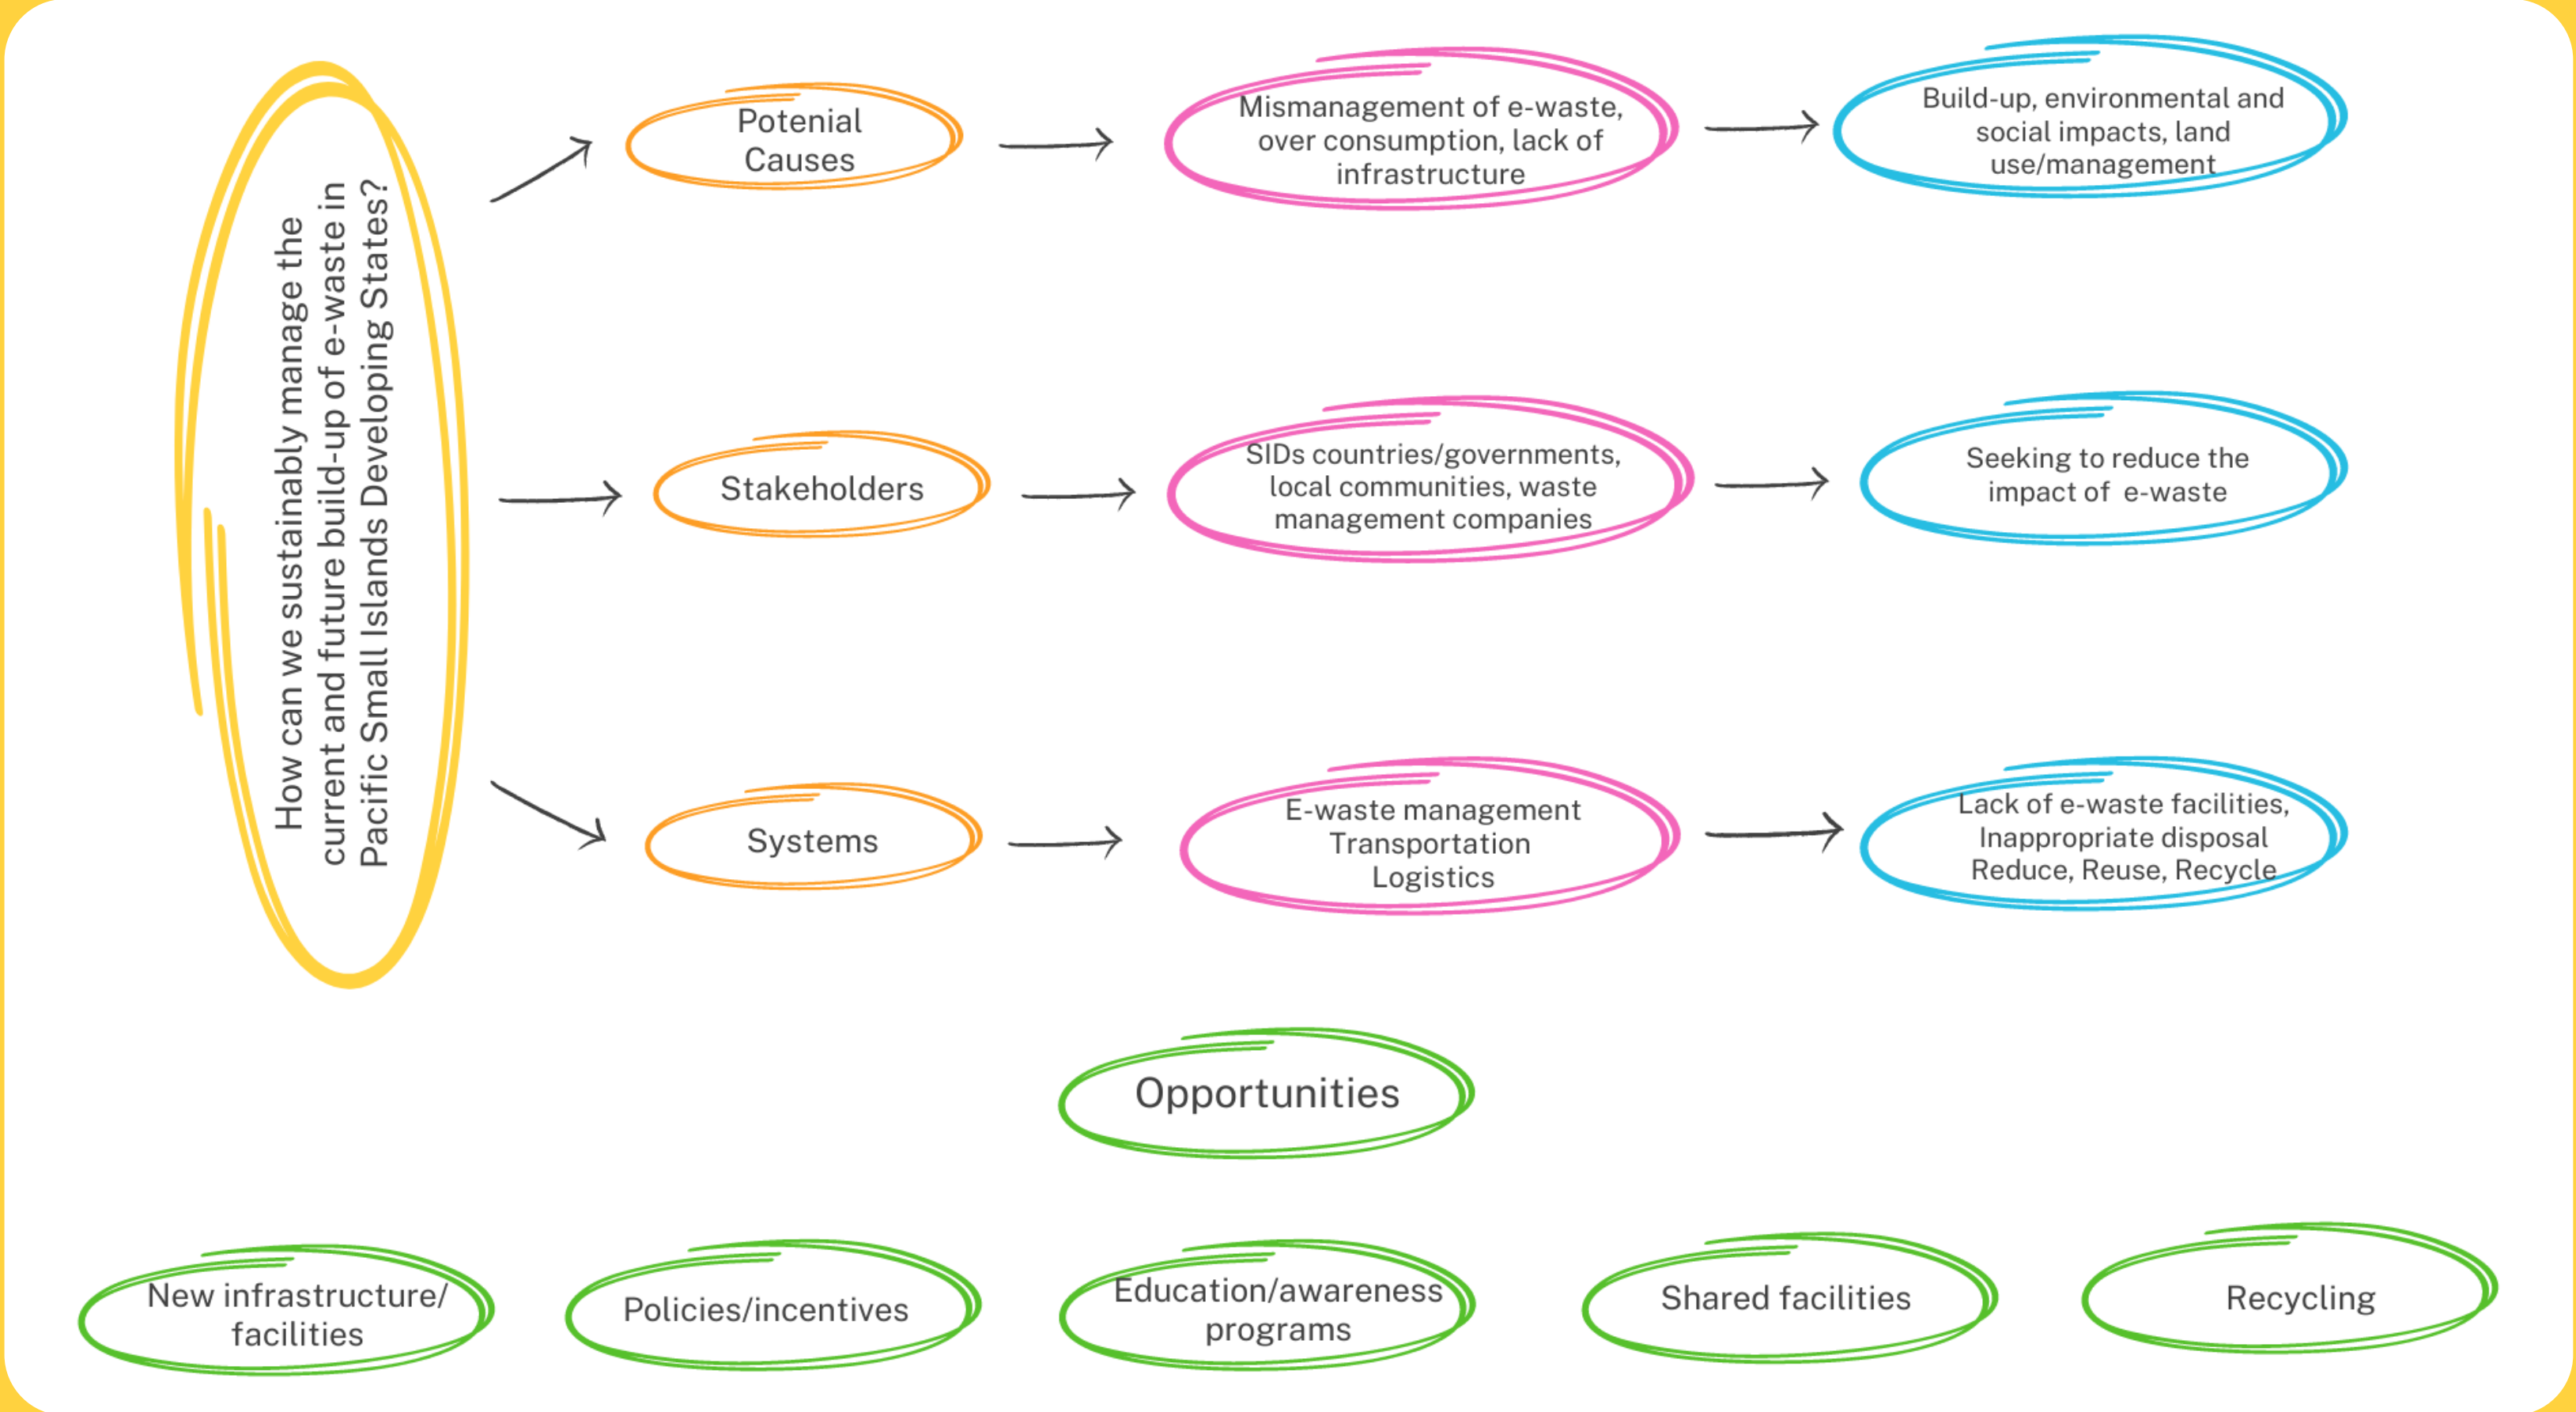 How can we sustainably manage the
current and future build-up of e-waste in
Pacific Small Islands Developing States?
Potenial
Causes
Mismanagement of e-waste,
over consumption, lack of
infrastructure
Build-up, environmental and
social impacts, land
use/management
Stakeholders
SIDs countries/governments,
local communities, waste
management companies
Seeking to reduce the
impact of e-waste
Systems
E-waste management
Transportation
Logistics
Lack of e-waste facilities,
Inappropriate disposal
Reduce, Reuse, Recycle
Opportunities
New infrastructure/
facilities
Policies/incentives
Education/awareness
programs
Shared facilities
Recycling